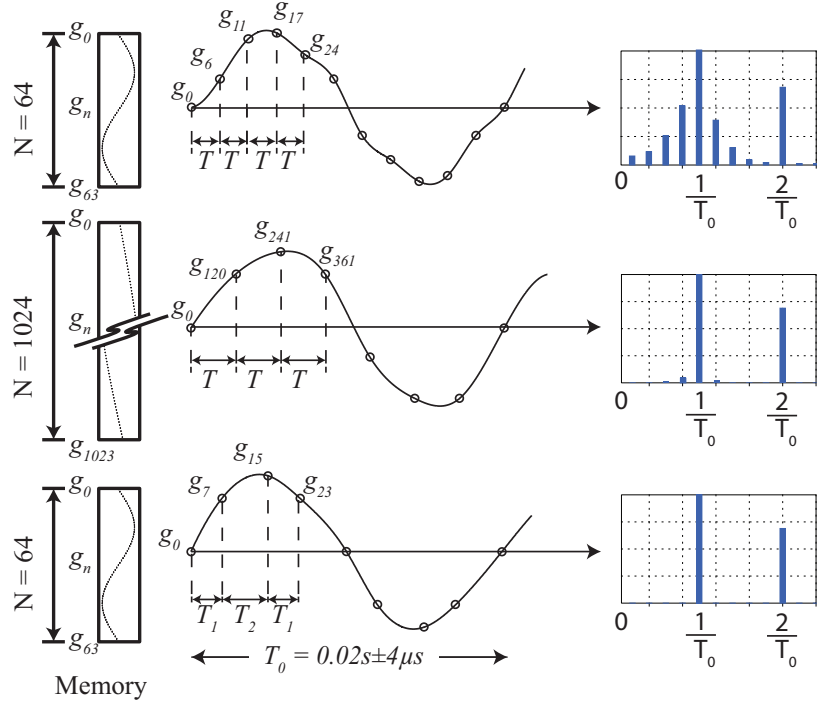 N = 64
g0
gn
g63
g0
g6
g11
g17
g24
T T T T
0
1/T0
2/T0
N = 1024
g0
gn
g1023
g0
g120
g241
g361
T T T
0
1/T0
2/T0
N = 64
g0
gn
g63
g0
g7
g15
g23
T1 T2 T1
T0 = 0.02s±4µs
0
1/T0
2/T0
Memory